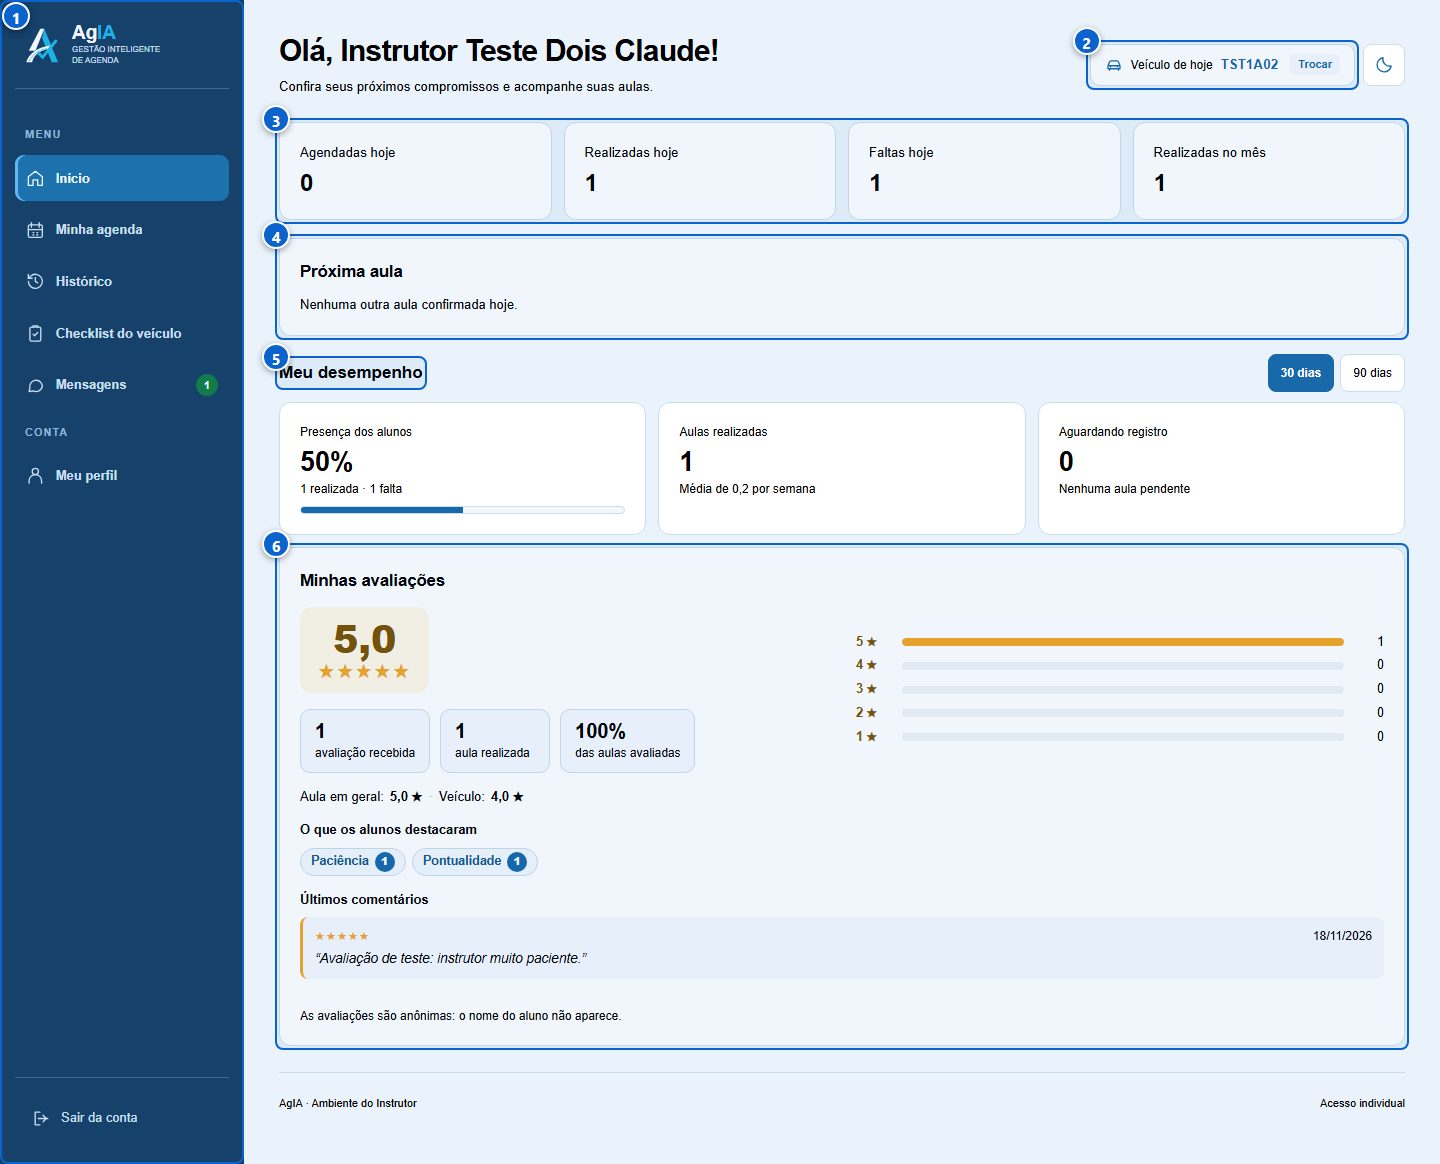 1
AgIA
GESTÃO INTELIGENTE
DE AGENDA
MENU
Início
Minha agenda
Histórico
Checklist do veículo
Mensagens 1
CONTA
Meu perfil
Sair da conta
Olá, Instrutor Teste Dois Claude!
Confira seus próximos compromissos e acompanhe suas aulas.
2
Veículo de hoje TST1A02 Trocar
3
Agendadas hoje
0
Realizadas hoje
1
Faltas hoje
1
Realizadas no mês
1
4
Próxima aula
Nenhuma outra aula confirmada hoje.
5
Meu desempenho
30 dias 90 dias
Presença dos alunos
50%
1 realizada · 1 falta
Aulas realizadas
1
Média de 0,2 por semana
Aguardando registro
0
Nenhuma aula pendente
6
Minhas avaliações
5,0
★★★★★
5 ★ 1
4 ★ 0
3 ★ 0
2 ★ 0
1 ★ 0
1
avaliação recebida
1
aula realizada
100%
das aulas avaliadas
Aula em geral: 5,0 ★ · Veículo: 4,0 ★
O que os alunos destacaram
Paciência 1 Pontualidade 1
Últimos comentários
★★★★★ 18/11/2026
“Avaliação de teste: instrutor muito paciente.”
As avaliações são anônimas: o nome do aluno não aparece.
AgIA · Ambiente do Instrutor Acesso individual